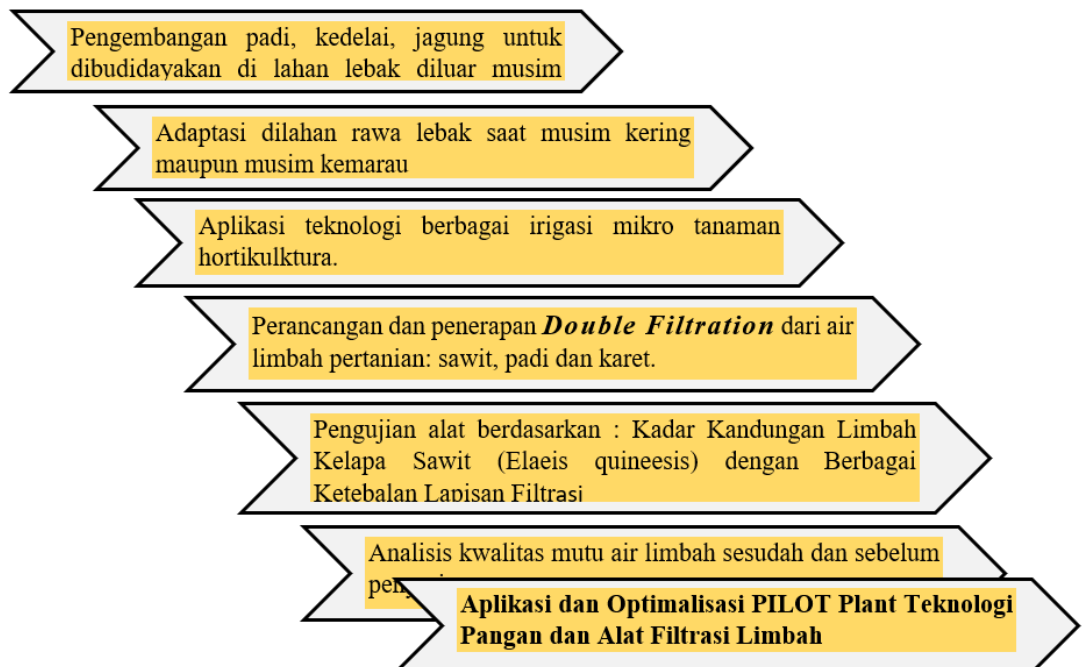 Pengembangan padi, kedelai, jagung untuk
dibudidayakan di lahan lebak diluar musim
Adaptasi dilahan rawa lebak saat musim kering
maupun musim kemarau
Aplikasi teknologi berbagai irigasi mikro tanaman
hortikulktura.
Perancangan dan penerapan Double Filtration dari air
limbah pertanian: sawit, padi dan karet.
Pengujian alat berdasarkan : Kadar Kandungan Limbah
Kelapa Sawit (Elaeis quineesis) dengan Berbagai
Ketebalan Lapisan Filtrasi
Analisis kwalitas mutu air limbah sesudah dan sebelum
Aplikasi dan Optimalisasi PILOT Plant Teknologi
Pangan dan Alat Filtrasi Limbah